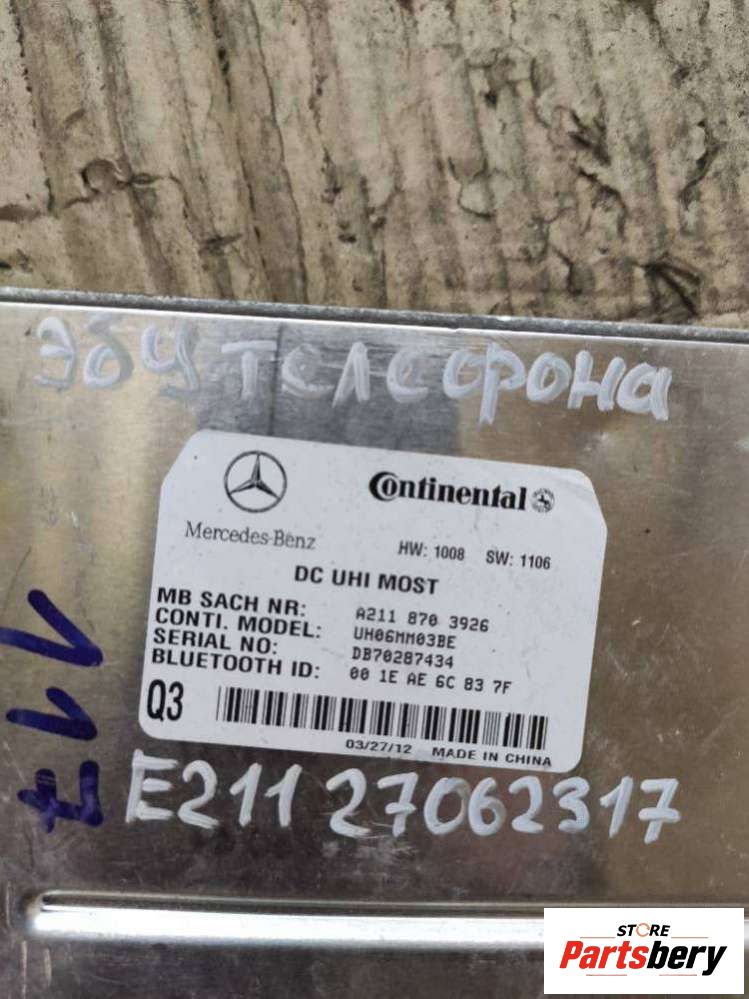 ЭБУ ТЕЛЕФОНА
Continental
Mercedes-Benz
HW: 1008 SW: 1106
DC UHI MOST
MB SACH NR: A211 870 3926
CONTI. MODEL: UH06MM03BE
SERIAL NO: DB70287434
BLUETOOTH ID: 00 1E AE 6C 83 7F
Q3
03/27/12 MADE IN CHINA
E211 27062317
117
STORE
Partsbery